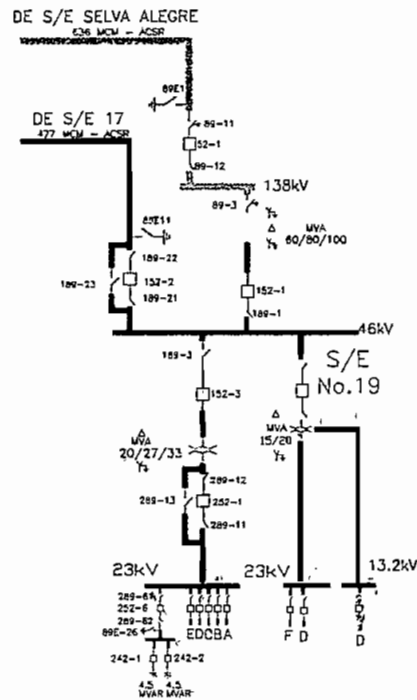 DE S/E SELVA ALEGRE
636 MCM - ACSR
89E1
89-11
DE S/E 17
477 MCM - ACSR
52-1
89-12
138kV
89-3
MVA
60/80/100
189-22
189-23
152-2
152-1
189-21
189-1
46kV
189-3
S/E
No.19
152-3
MVA
20/27/33
MVA
15/20
289-12
289-13
252-1
289-11
13.2kV
23kV
23kV
252-6
EDCBA
F D
D
289-62
89E-26
242-1
242-2
4.5
MVAR
4.5
MVAR